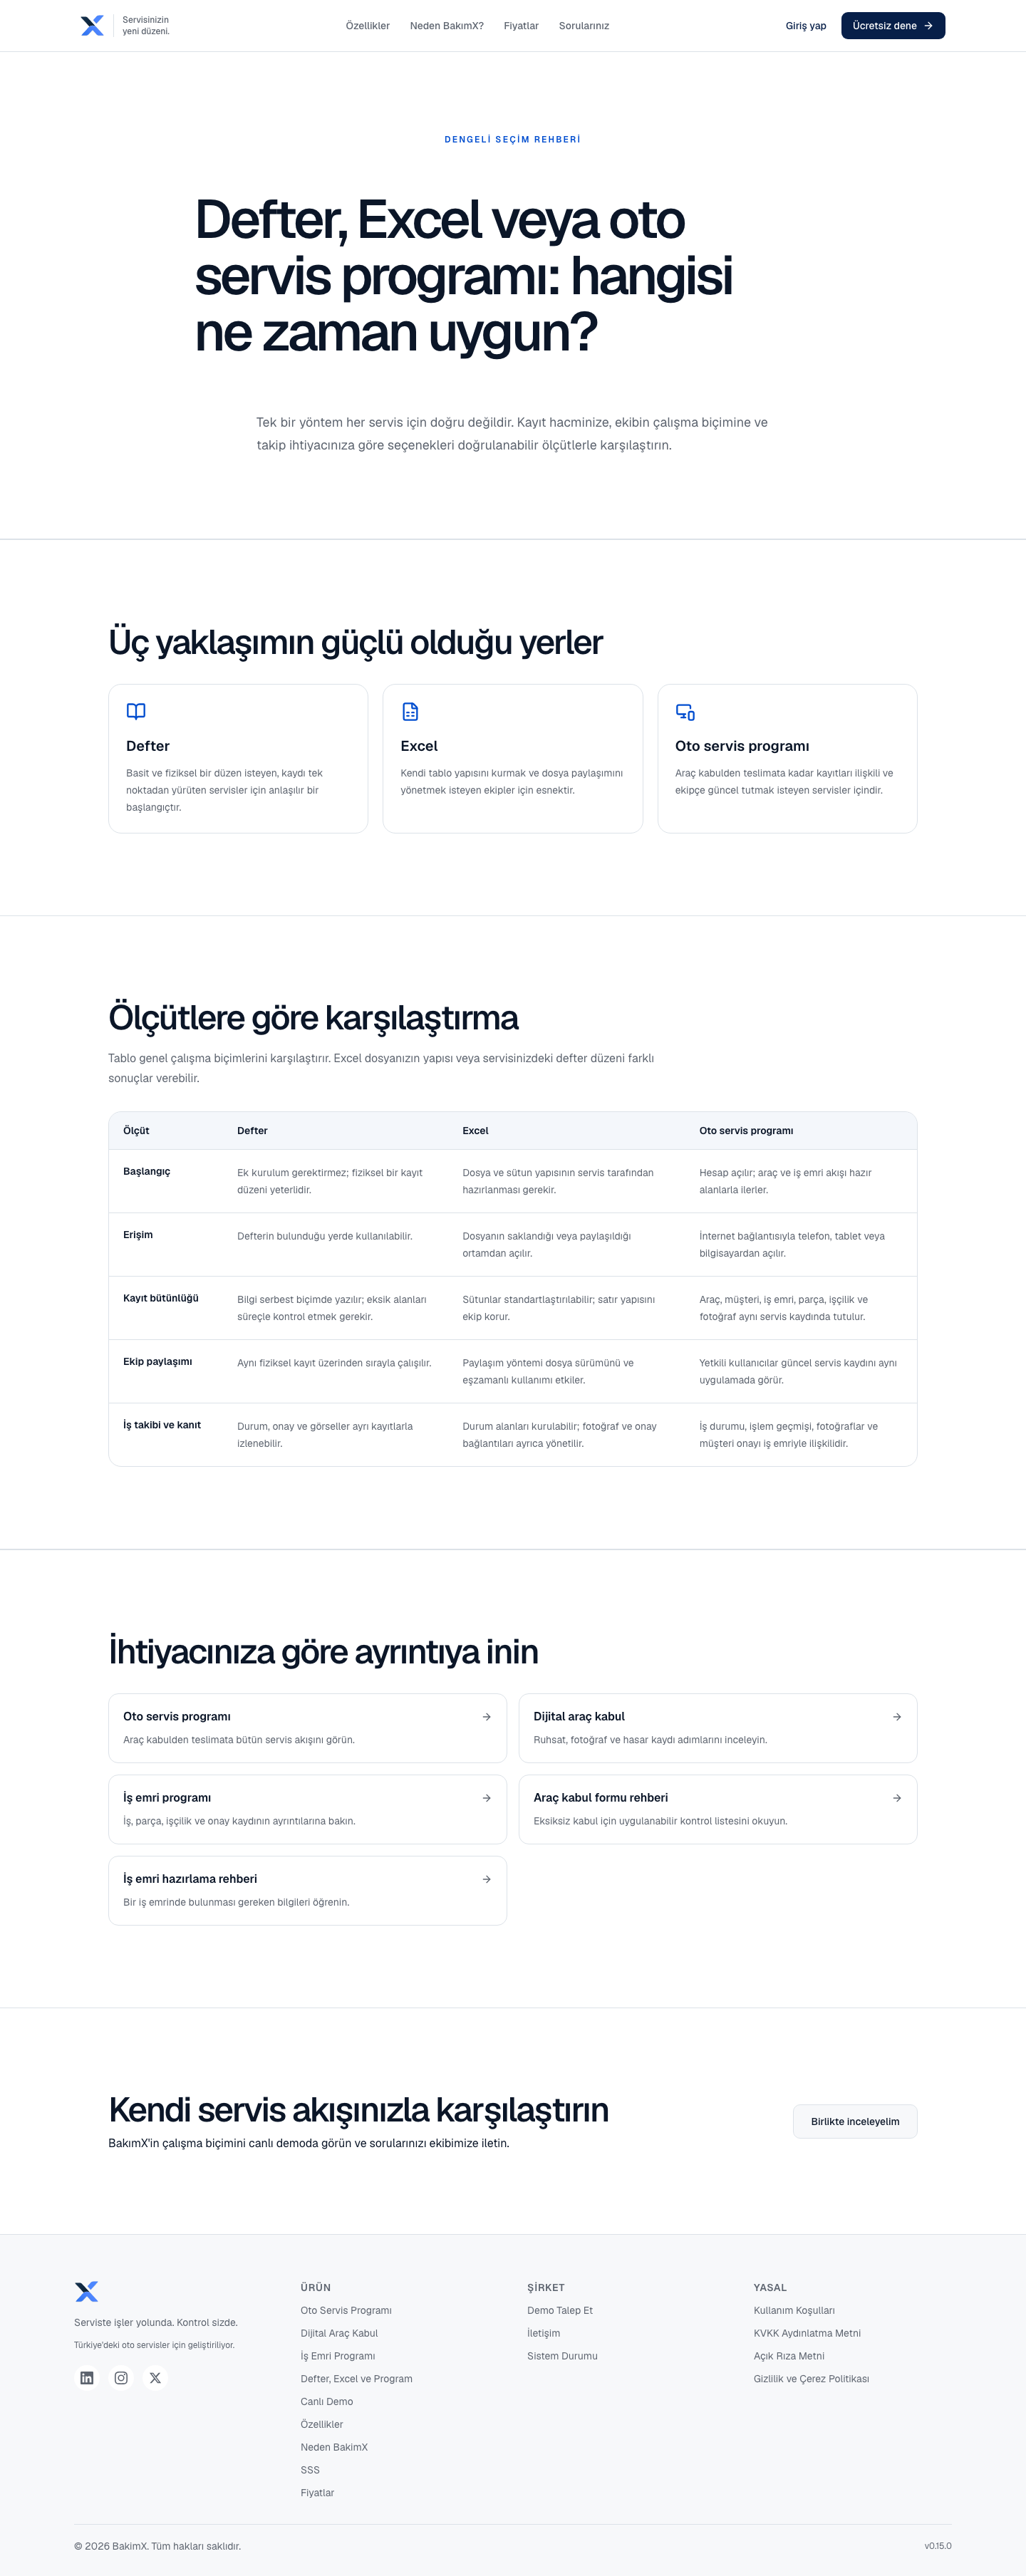 Servisinizin
yeni düzeni.
Özellikler
Neden BakımX?
Fiyatlar
Sorularınız
Giriş yap
Ücretsiz dene
DENGELİ SEÇİM REHBERİ
Defter, Excel veya oto
servis programı: hangisi
ne zaman uygun?
Tek bir yöntem her servis için doğru değildir. Kayıt hacminize, ekibin çalışma biçimine ve
takip ihtiyacınıza göre seçenekleri doğrulanabilir ölçütlerle karşılaştırın.
Üç yaklaşımın güçlü olduğu yerler
Defter
Basit ve fiziksel bir düzen isteyen, kaydı tek
noktadan yürüten servisler için anlaşılır bir
başlangıçtır.
Excel
Kendi tablo yapısını kurmak ve dosya paylaşımını
yönetmek isteyen ekipler için esnektir.
Oto servis programı
Araç kabulden teslimata kadar kayıtları ilişkili ve
ekipçe güncel tutmak isteyen servisler içindir.
Ölçütlere göre karşılaştırma
Tablo genel çalışma biçimlerini karşılaştırır. Excel dosyanızın yapısı veya servisinizdeki defter düzeni farklı
sonuçlar verebilir.
Ölçüt
Defter
Excel
Oto servis programı
Başlangıç
Ek kurulum gerektirmez; fiziksel bir kayıt
düzeni yeterlidir.
Dosya ve sütun yapısının servis tarafından
hazırlanması gerekir.
Hesap açılır; araç ve iş emri akışı hazır
alanlarla ilerler.
Erişim
Defterin bulunduğu yerde kullanılabilir.
Dosyanın saklandığı veya paylaşıldığı
ortamdan açılır.
İnternet bağlantısıyla telefon, tablet veya
bilgisayardan açılır.
Kayıt bütünlüğü
Bilgi serbest biçimde yazılır; eksik alanları
süreçle kontrol etmek gerekir.
Sütunlar standartlaştırılabilir; satır yapısını
ekip korur.
Araç, müşteri, iş emri, parça, işçilik ve
fotoğraf aynı servis kaydında tutulur.
Ekip paylaşımı
Aynı fiziksel kayıt üzerinden sırayla çalışılır.
Paylaşım yöntemi dosya sürümünü ve
eşzamanlı kullanımı etkiler.
Yetkili kullanıcılar güncel servis kaydını aynı
uygulamada görür.
İş takibi ve kanıt
Durum, onay ve görseller ayrı kayıtlarla
izlenebilir.
Durum alanları kurulabilir; fotoğraf ve onay
bağlantıları ayrıca yönetilir.
İş durumu, işlem geçmişi, fotoğraflar ve
müşteri onayı iş emriyle ilişkilidir.
İhtiyacınıza göre ayrıntıya inin
Oto servis programı
Araç kabulden teslimata bütün servis akışını görün.
Dijital araç kabul
Ruhsat, fotoğraf ve hasar kaydı adımlarını inceleyin.
İş emri programı
İş, parça, işçilik ve onay kaydının ayrıntılarına bakın.
Araç kabul formu rehberi
Eksiksiz kabul için uygulanabilir kontrol listesini okuyun.
İş emri hazırlama rehberi
Bir iş emrinde bulunması gereken bilgileri öğrenin.
Kendi servis akışınızla karşılaştırın
BakımX'in çalışma biçimini canlı demoda görün ve sorularınızı ekibimize iletin.
Birlikte inceleyelim
Serviste işler yolunda. Kontrol sizde.
Türkiye'deki oto servisler için geliştiriliyor.
ÜRÜN
Oto Servis Programı
Dijital Araç Kabul
İş Emri Programı
Defter, Excel ve Program
Canlı Demo
Özellikler
Neden BakimX
SSS
Fiyatlar
ŞİRKET
Demo Talep Et
İletişim
Sistem Durumu
YASAL
Kullanım Koşulları
KVKK Aydınlatma Metni
Açık Rıza Metni
Gizlilik ve Çerez Politikası
© 2026 BakimX. Tüm hakları saklıdır.
v0.15.0